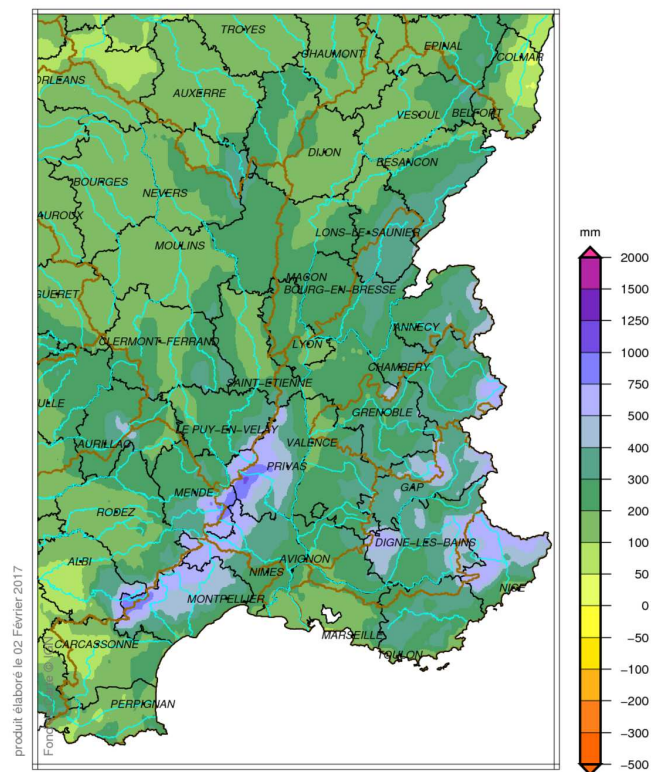 TROYES
CHAUMONT
EPINAL
COLMAR
ORLEANS
AUXERRE
VESOUL
BELFORT
DIJON
BESANCON
BOURGES
NEVERS
AUROUX
LONS-LE-SAUNIER
MOULINS
MACON
BOURG-EN-BRESSE
GUERET
ANNECY
CLERMONT-FERRAND
LYON
CHAMBERY
SAINT-ETIENNE
GRENOBLE
ULLE
LE PUY-EN-VELAY
AURILLAC
VALENCE
PRIVAS
GAP
MENDE
RODEZ
DIGNE-LES-BAINS
ALBI
AVIGNON
NIMES
NICE
MONTPELLIER
MARSEILLE
CARCASSONNE
TOULON
PERPIGNAN
mm
2000
1500
1250
1000
750
500
400
300
200
100
50
0
-50
-100
-200
-300
-500
produit élaboré le 02 Février 2017
IGN